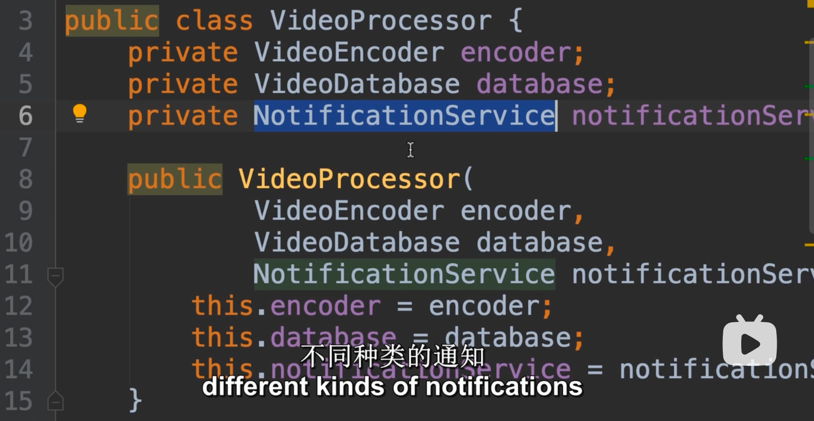 3 public class VideoProcessor {
4 private VideoEncoder encoder;
5 private VideoDatabase database;
6 private NotificationService notificationSer
7
8 public VideoProcessor(
9 VideoEncoder encoder,
10 VideoDatabase database,
11 NotificationService notificationSer
12 this.encoder = encoder;
13 this.database = database;
14 this.notificationService = notificationS
15 }
不同种类的通知
different kinds of notifications